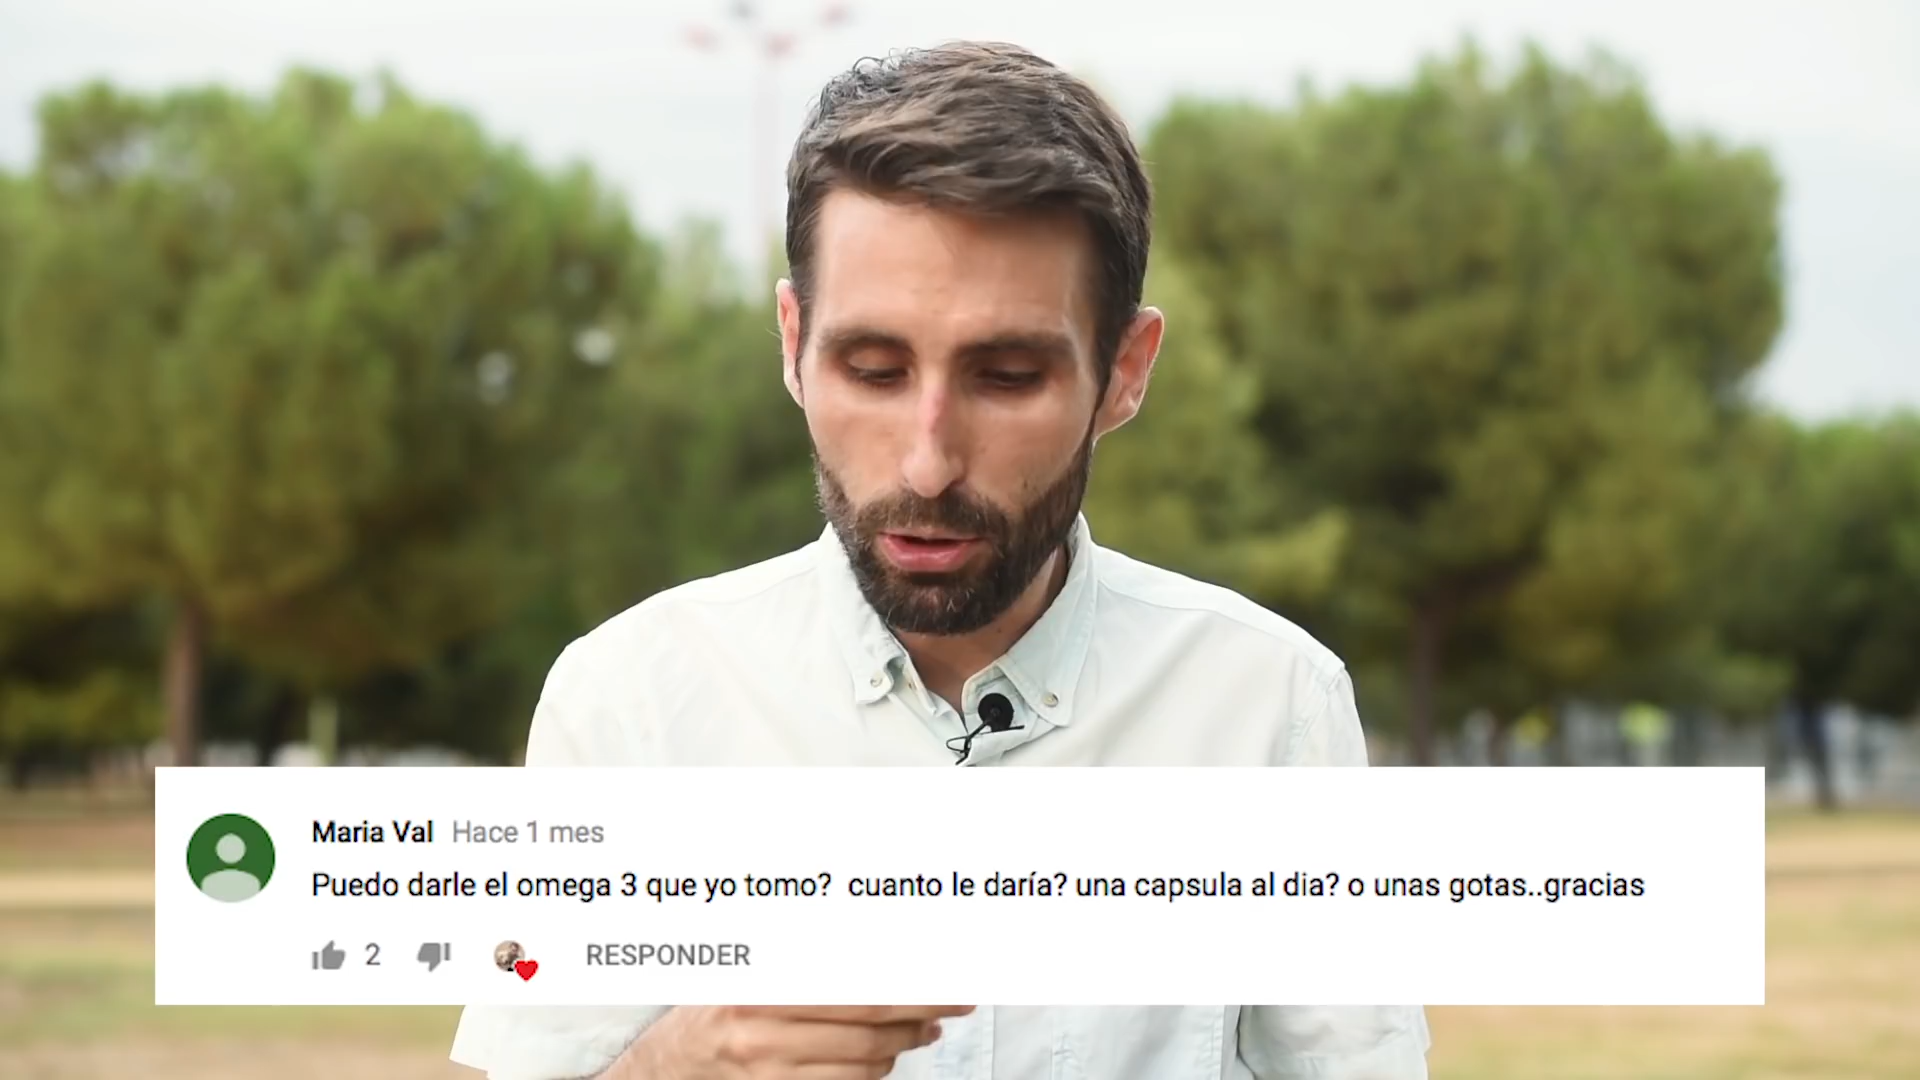 Maria Val Hace 1 mes
Puedo darle el omega 3 que yo tomo? cuanto le daría? una capsula al dia? o unas gotas..gracias
2 RESPONDER